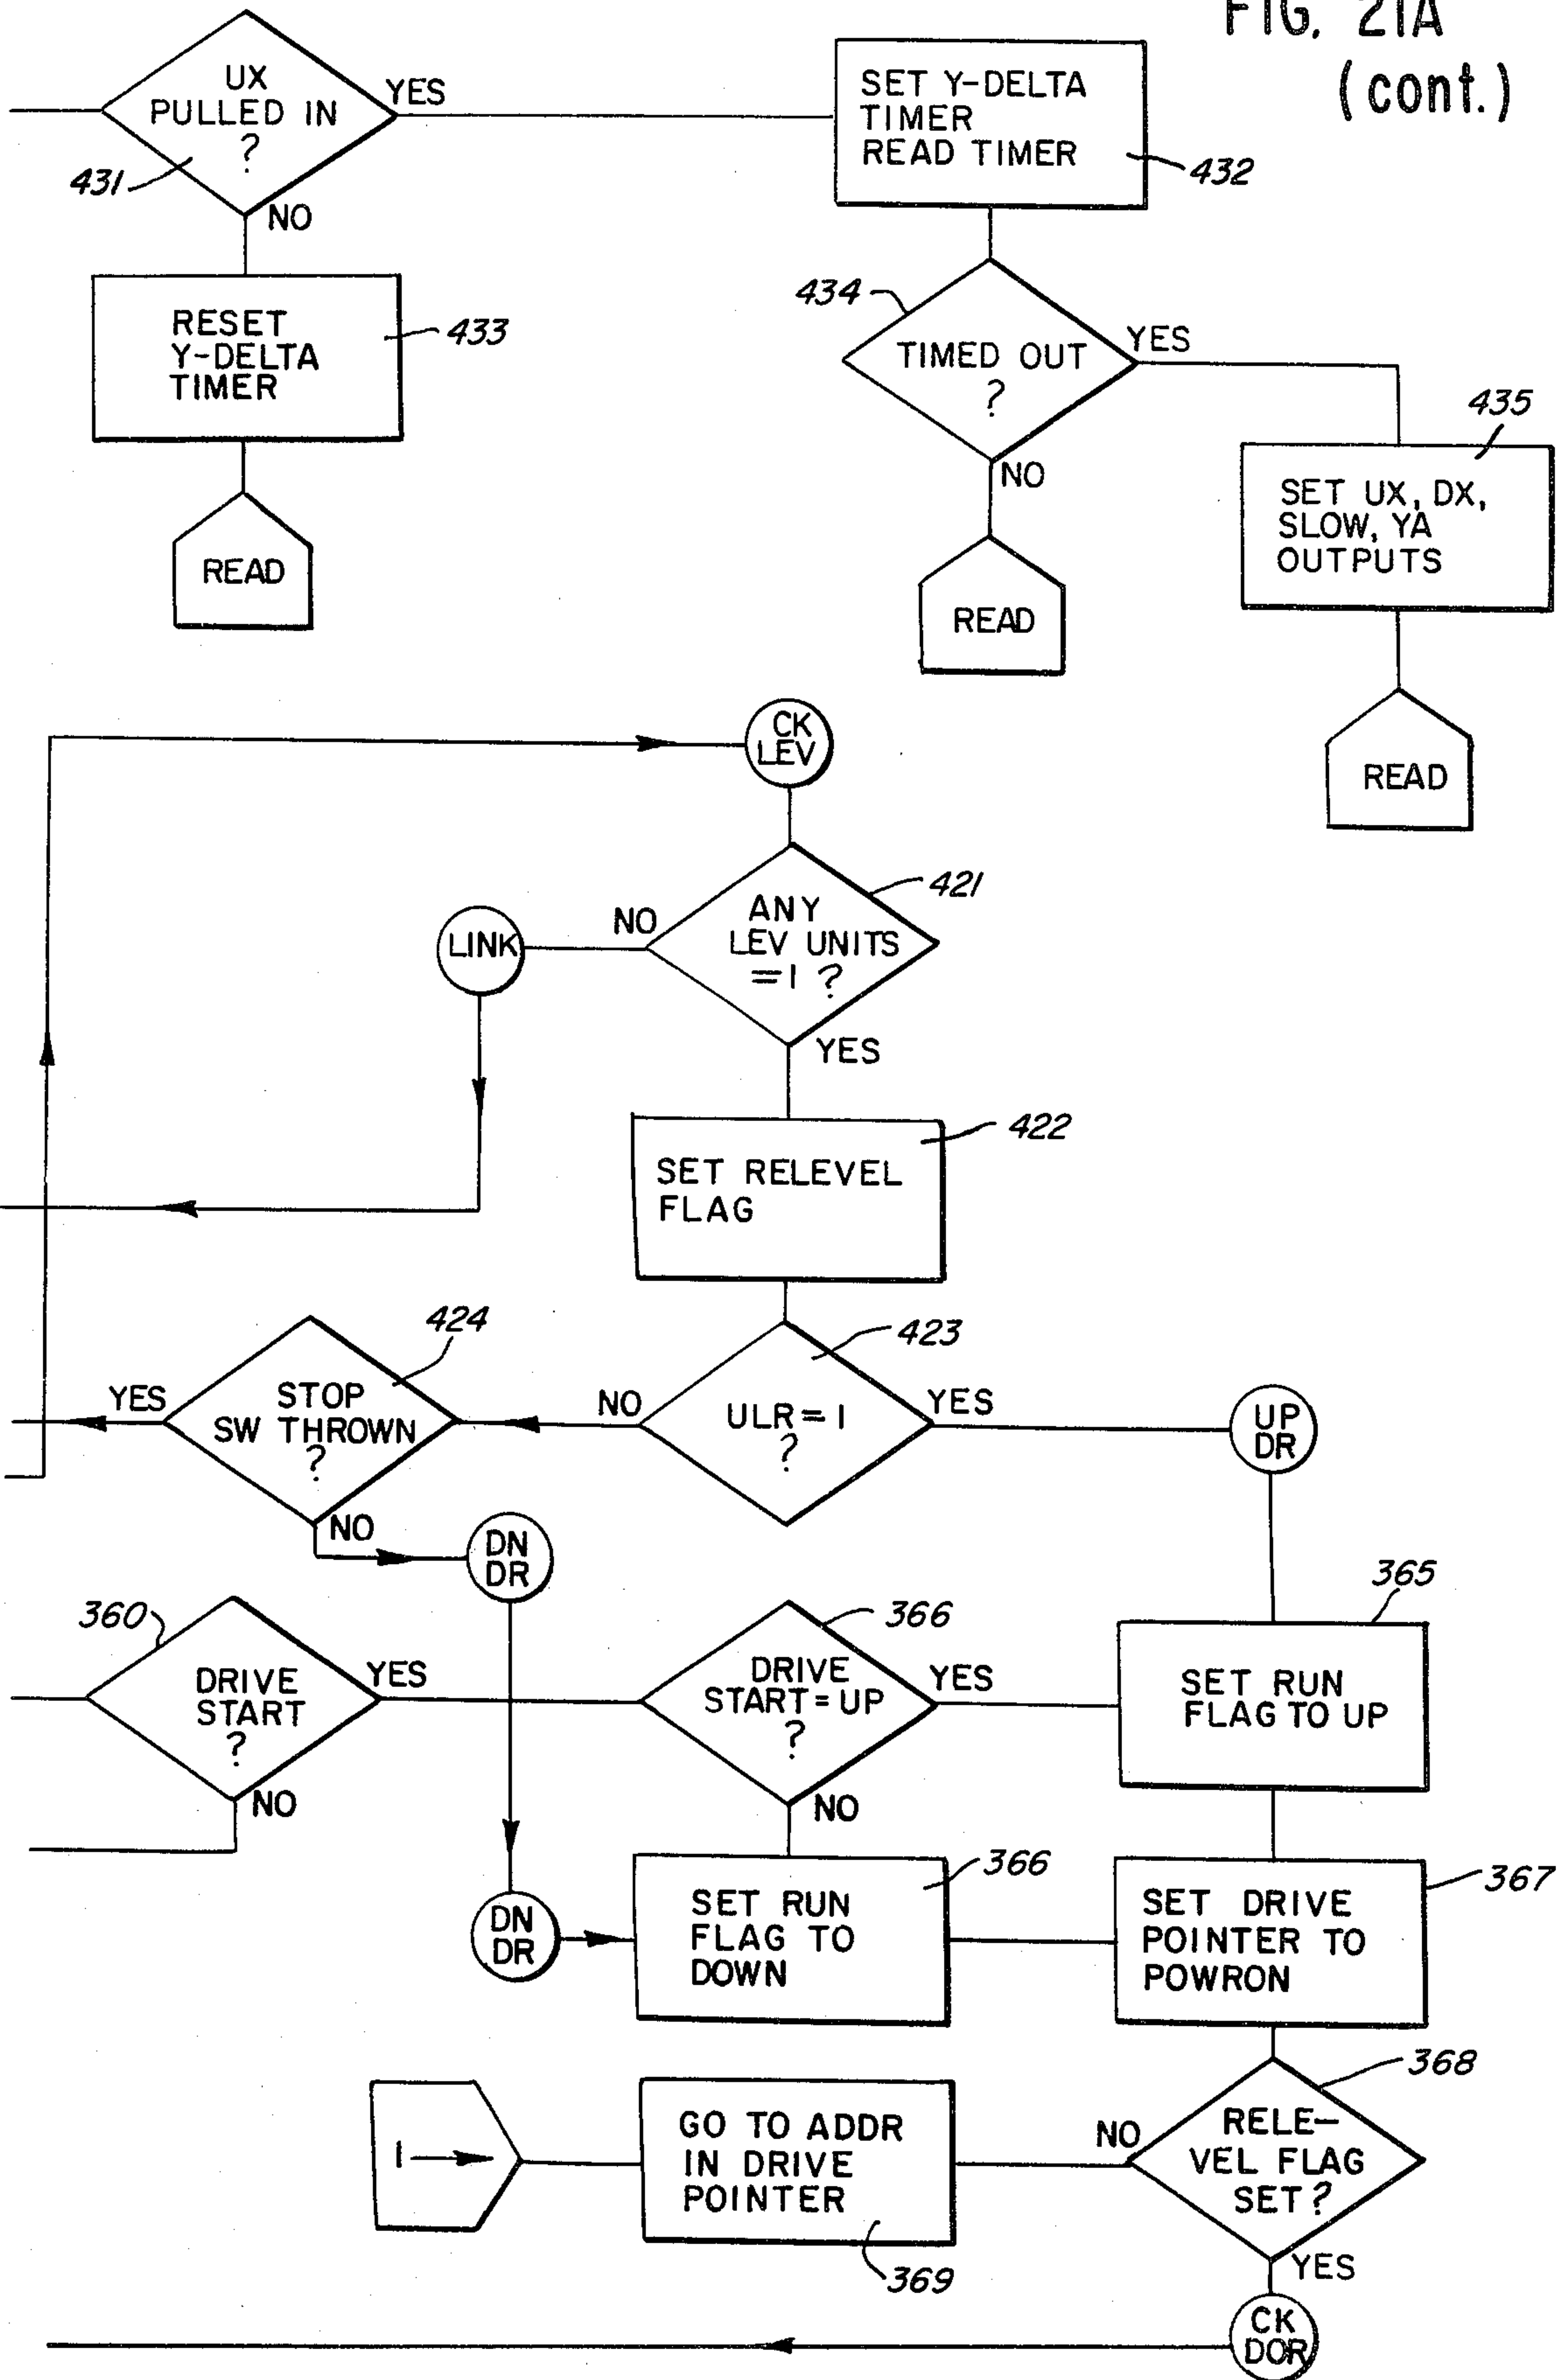 FIG. 21A
(cont.)
UX
PULLED IN
?
YES
431
NO
SET Y-DELTA
TIMER
READ TIMER
432
RESET
Y-DELTA
TIMER
433
READ
434
TIMED OUT
?
YES
NO
READ
435
SET UX, DX,
SLOW, YA
OUTPUTS
READ
CK
LEV
421
ANY
LEV UNITS
=1 ?
NO
LINK
YES
422
SET RELEVEL
FLAG
423
ULR=1
?
NO
YES
424
STOP
SW THROWN
?
YES
NO
UP
DR
DN
DR
360
DRIVE
START
?
YES
NO
366
DRIVE
START=UP
?
YES
NO
365
SET RUN
FLAG TO UP
DN
DR
366
SET RUN
FLAG TO
DOWN
367
SET DRIVE
POINTER TO
POWRON
368
RELE-
VEL FLAG
SET?
NO
YES
1
GO TO ADDR
IN DRIVE
POINTER
369
CK
DOR